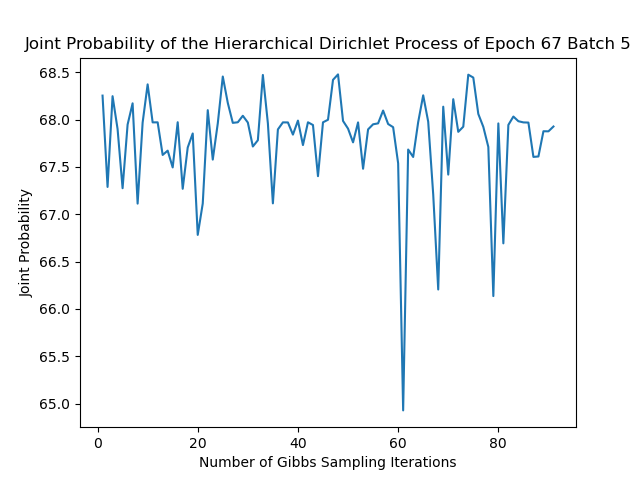 Joint Probability of the Hierarchical Dirichlet Process of Epoch 67 Batch 5
68.5
68.0
67.5
67.0
66.5
66.0
65.5
65.0
Joint Probability
0 20 40 60 80
Number of Gibbs Sampling Iterations